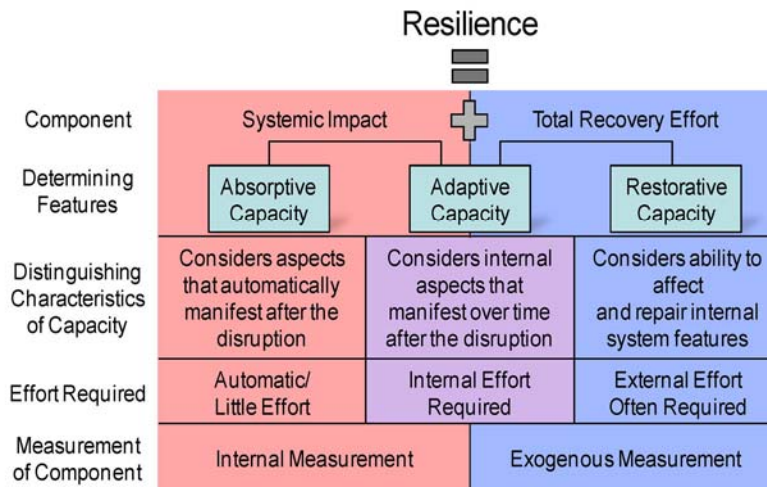 Resilience
Component
Systemic Impact
Total Recovery Effort
Determining
Features
Absorptive
Capacity
Adaptive
Capacity
Restorative
Capacity
Distinguishing
Characteristics
of Capacity
Considers aspects
that automatically
manifest after the
disruption
Considers internal
aspects that
manifest over time
after the disruption
Considers ability to
affect
and repair internal
system features
Effort Required
Automatic/
Little Effort
Internal Effort
Required
External Effort
Often Required
Measurement
of Component
Internal Measurement
Exogenous Measurement